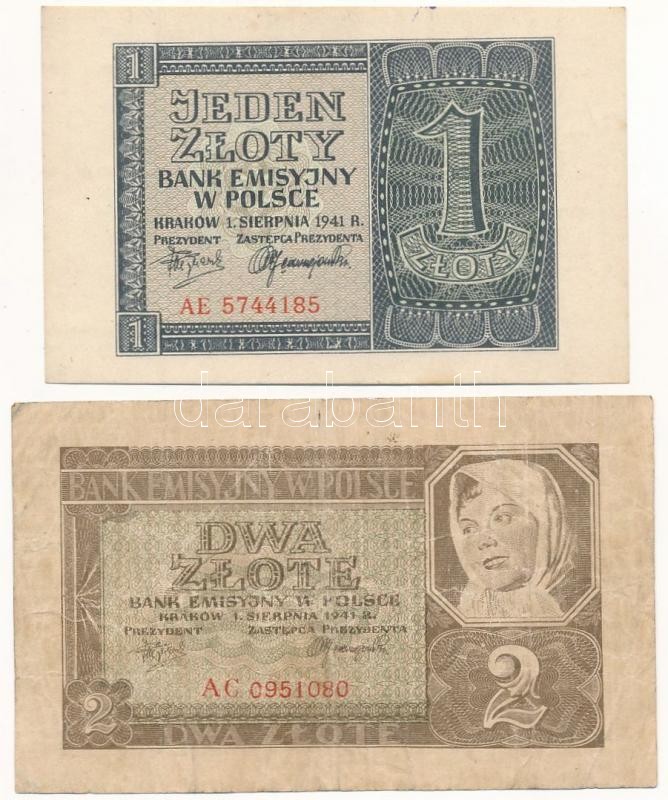 1
JEDEN
ZŁOTY
BANK EMISYJNY
W POLSCE
KRAKÓW 1. SIERPNIA 1941 R.
PREZYDENT ZASTĘPCA PREZYDENTA
AE 5744185
1
1
ZŁOTY
darabanth
BANK EMISYJNY W POLSCE
DWA
ZŁOTE
BANK EMISYJNY W POLSCE
KRAKÓW 1. SIERPNIA 1941 R.
PREZYDENT ZASTĘPCA PREZYDENTA
AC 0951080
2
2
DWA ZŁOTE